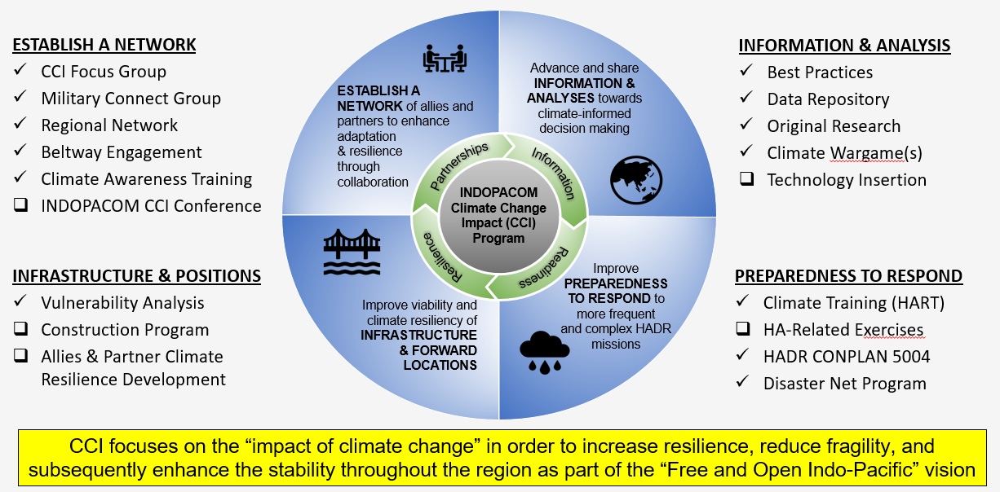 ESTABLISH A NETWORK
✓ CCI Focus Group
✓ Military Connect Group
✓ Regional Network
✓ Beltway Engagement
✓ Climate Awareness Training
❑ INDOPACOM CCI Conference
INFRASTRUCTURE & POSITIONS
✓ Vulnerability Analysis
❑ Construction Program
❑ Allies & Partner Climate
Resilience Development
ESTABLISH A
NETWORK of allies and
partners to enhance
adaptation
& resilience
through
collaboration
Advance and share
INFORMATION &
ANALYSES towards
climate-informed
decision making
Partnerships
Information
Readiness
Resilience
INDOPACOM
Climate Change
Impact (CCI)
Program
Improve viability and
climate resiliency of
INFRASTRUCTURE
& FORWARD
LOCATIONS
Improve
PREPAREDNESS
TO RESPOND to
more frequent
and complex HADR
missions
INFORMATION & ANALYSIS
✓ Best Practices
✓ Data Repository
✓ Original Research
✓ Climate Wargame(s)
❑ Technology Insertion
PREPAREDNESS TO RESPOND
✓ Climate Training (HART)
❑ HA-Related Exercises
✓ HADR CONPLAN 5004
✓ Disaster Net Program
CCI focuses on the “impact of climate change” in order to increase resilience, reduce fragility, and
subsequently enhance the stability throughout the region as part of the “Free and Open Indo-Pacific” vision